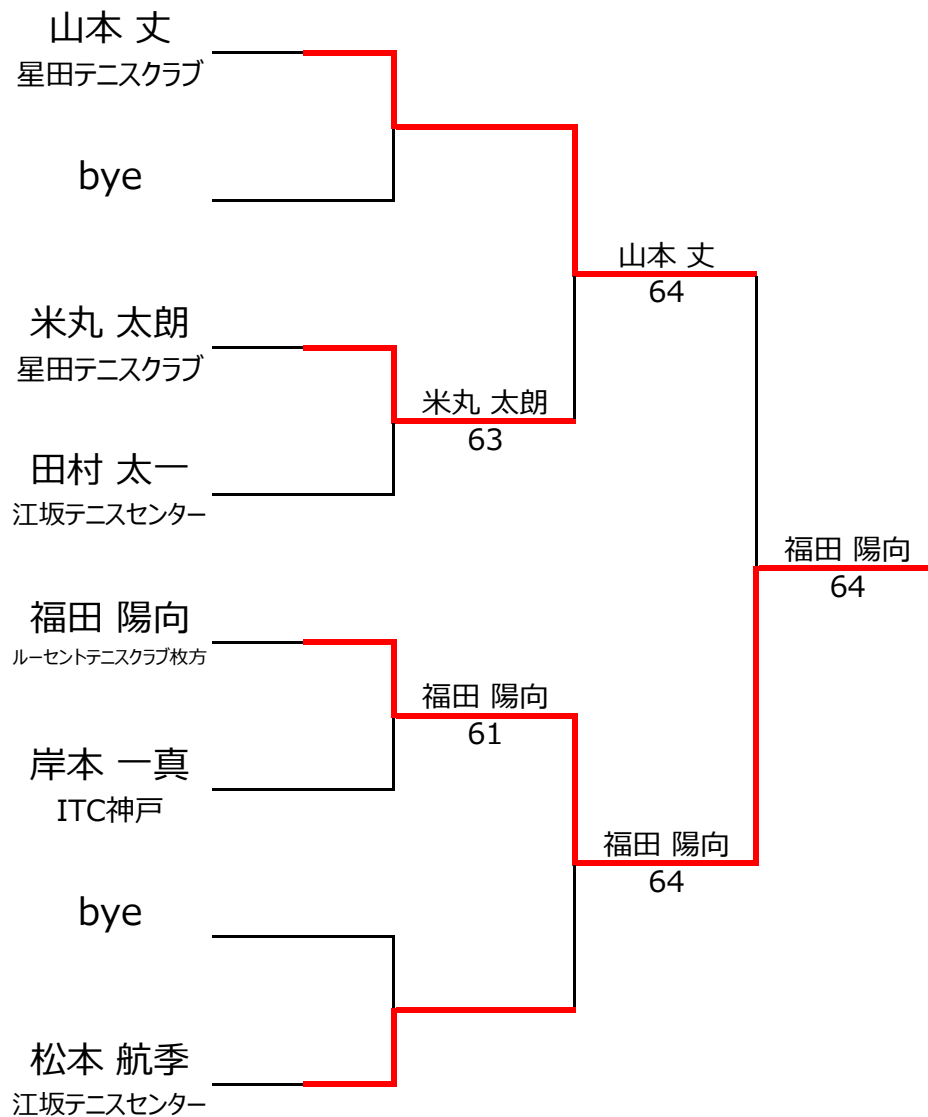 山本 丈
星田テニスクラブ
bye
山本 丈
64
米丸 太朗
星田テニスクラブ
米丸 太朗
63
田村 太一
江坂テニスセンター
福田 陽向
64
福田 陽向
ルーセントテニスクラブ枚方
福田 陽向
61
岸本 一真
ITC神戸
福田 陽向
64
bye
松本 航季
江坂テニスセンター